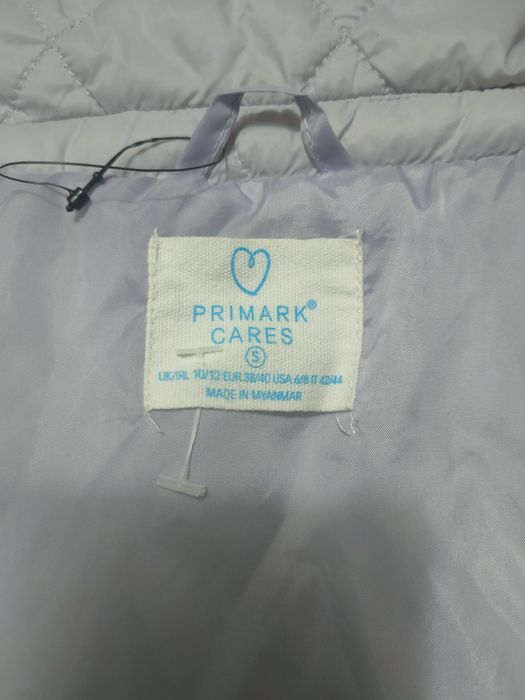 PRIMARK®
CARES
S
UK/IRL 10/12 EUR 38/40 USA 6/8 IT 42/44
MADE IN MYANMAR